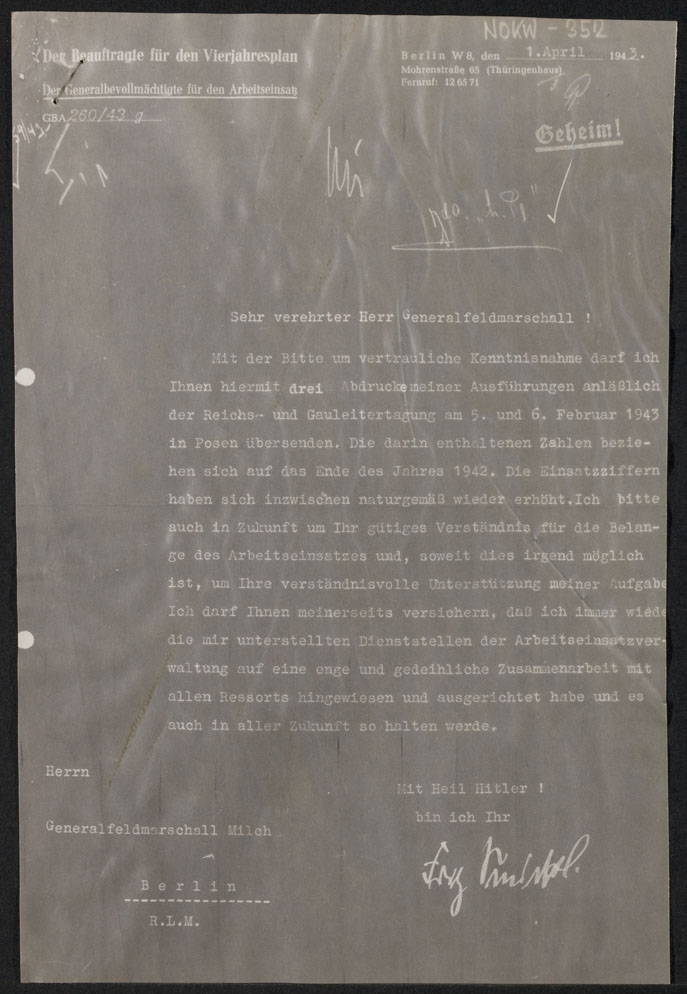 NOKW - 352
Der Beauftragte für den Vierjahresplan
Der Generalbevollmächtigte für den Arbeitseinsatz
GBA 260/43 g
Berlin W 8, den 1. April 1943.
Mohrenstraße 65 (Thüringenhaus)
Fernruf: 12 65 71
Geheim!
Sehr verehrter Herr Generalfeldmarschall !
Mit der Bitte um vertrauliche Kenntnisnahme darf ich
Ihnen hiermit drei Abdrucke meiner Ausführungen anläßlich
der Reichs- und Gauleitertagung am 5. und 6. Februar 1943
in Posen übersenden. Die darin enthaltenen Zahlen bezie-
hen sich auf das Ende des Jahres 1942. Die Einsatzziffern
haben sich inzwischen naturgemäß wieder erhöht.Ich bitte
auch in Zukunft um Ihr gütiges Verständnis für die Belan-
ge des Arbeitseinsatzes und, soweit dies irgend möglich
ist, um Ihre verständnisvolle Unterstützung meiner Aufgabe
Ich darf Ihnen meinerseits versichern, daß ich immer wiede
die mir unterstellten Dienststellen der Arbeitseinsatzver-
waltung auf eine enge und gedeihliche Zusammenarbeit mit
allen Ressorts hingewiesen und ausgerichtet habe und es
auch in aller Zukunft so halten werde.
Herrn
Generalfeldmarschall Milch
Berlin
R.L.M.
Mit Heil Hitler !
bin ich Ihr